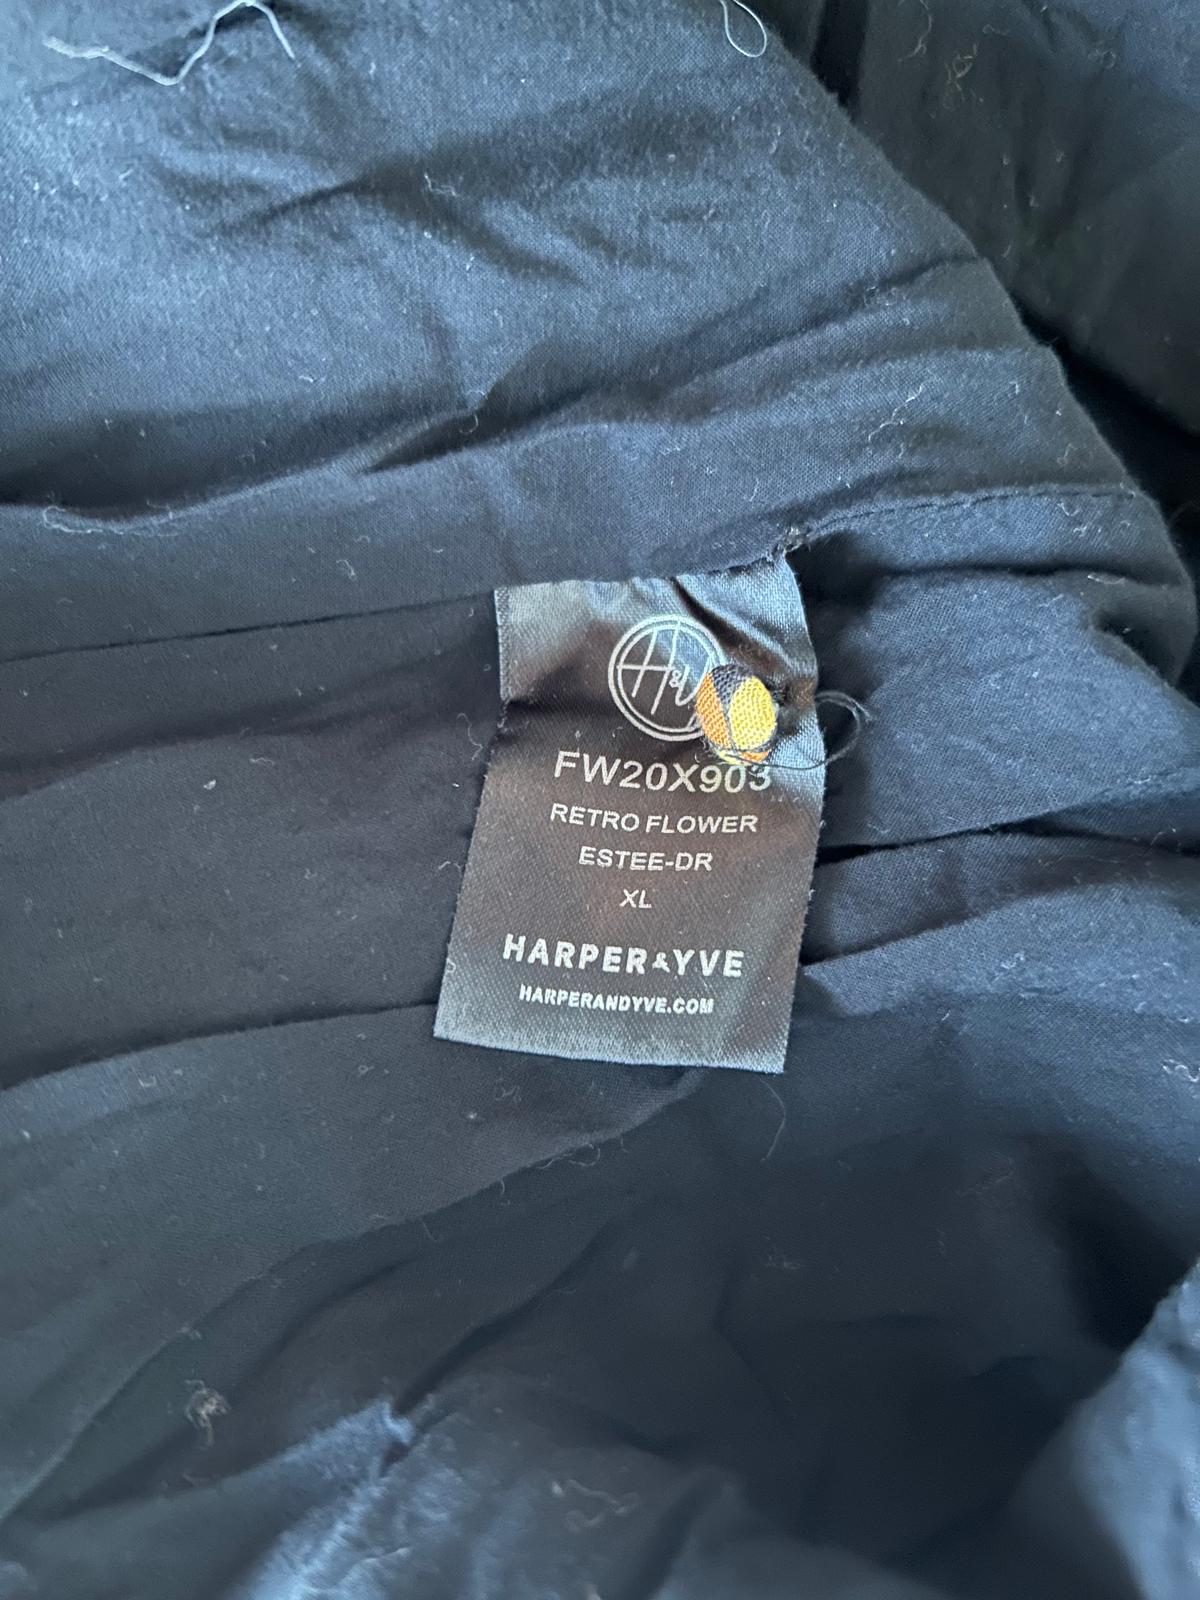 H&Y
FW20X903
RETRO FLOWER
ESTEE-DR
XL
HARPER&YVE
HARPERANDYVE.COM